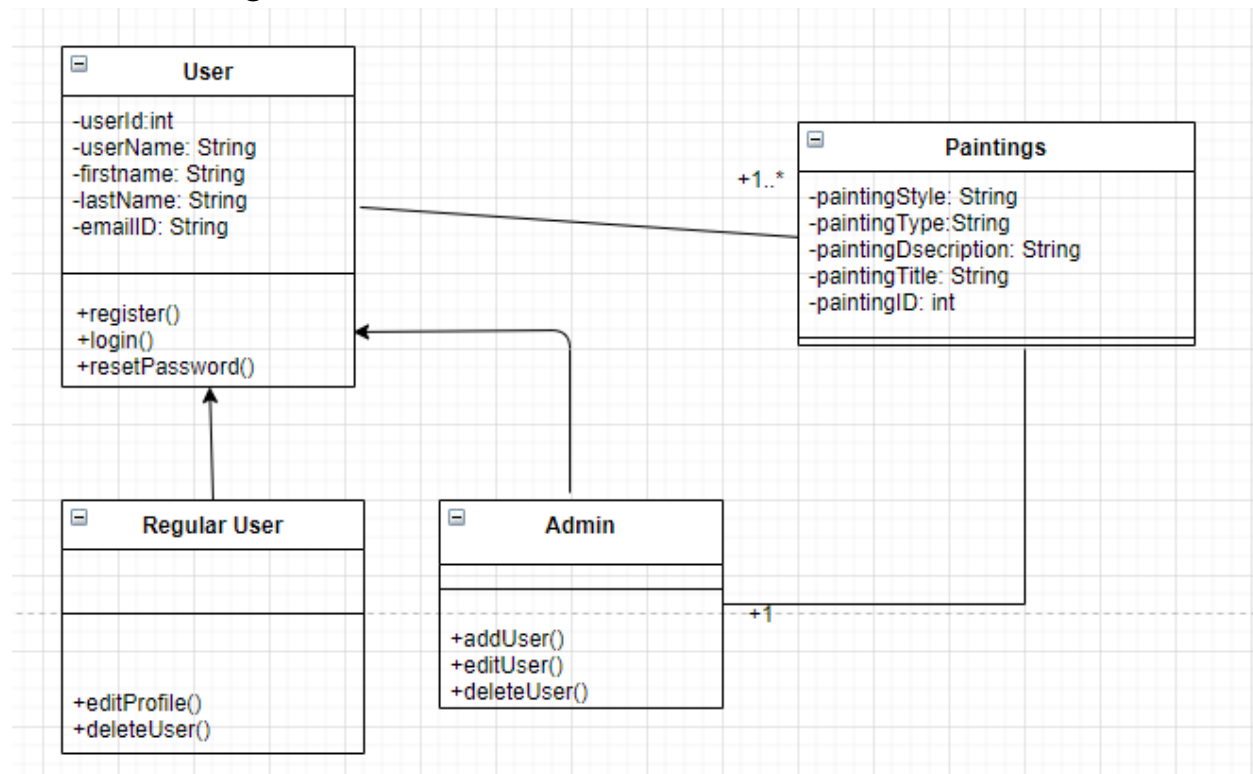 User
-userId:int
-userName: String
-firstname: String
-lastName: String
-emailID: String
+register()
+login()
+resetPassword()
+1..*
Paintings
-paintingStyle: String
-paintingType:String
-paintingDsecription: String
-paintingTitle: String
-paintingID: int
Regular User
+editProfile()
+deleteUser()
Admin
+addUser()
+editUser()
+deleteUser()
+1